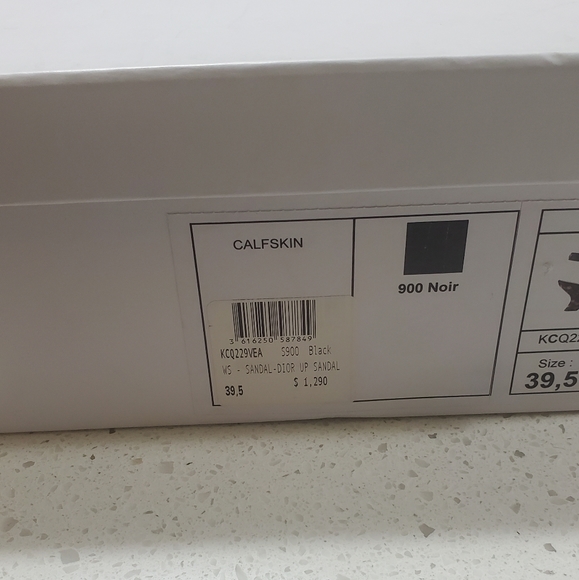 CALFSKIN
900 Noir
3 616250 587849
KCQ229VEA S900 Black
WS - SANDAL-DIOR UP SANDAL
39,5 $ 1,290
Size :
39,5